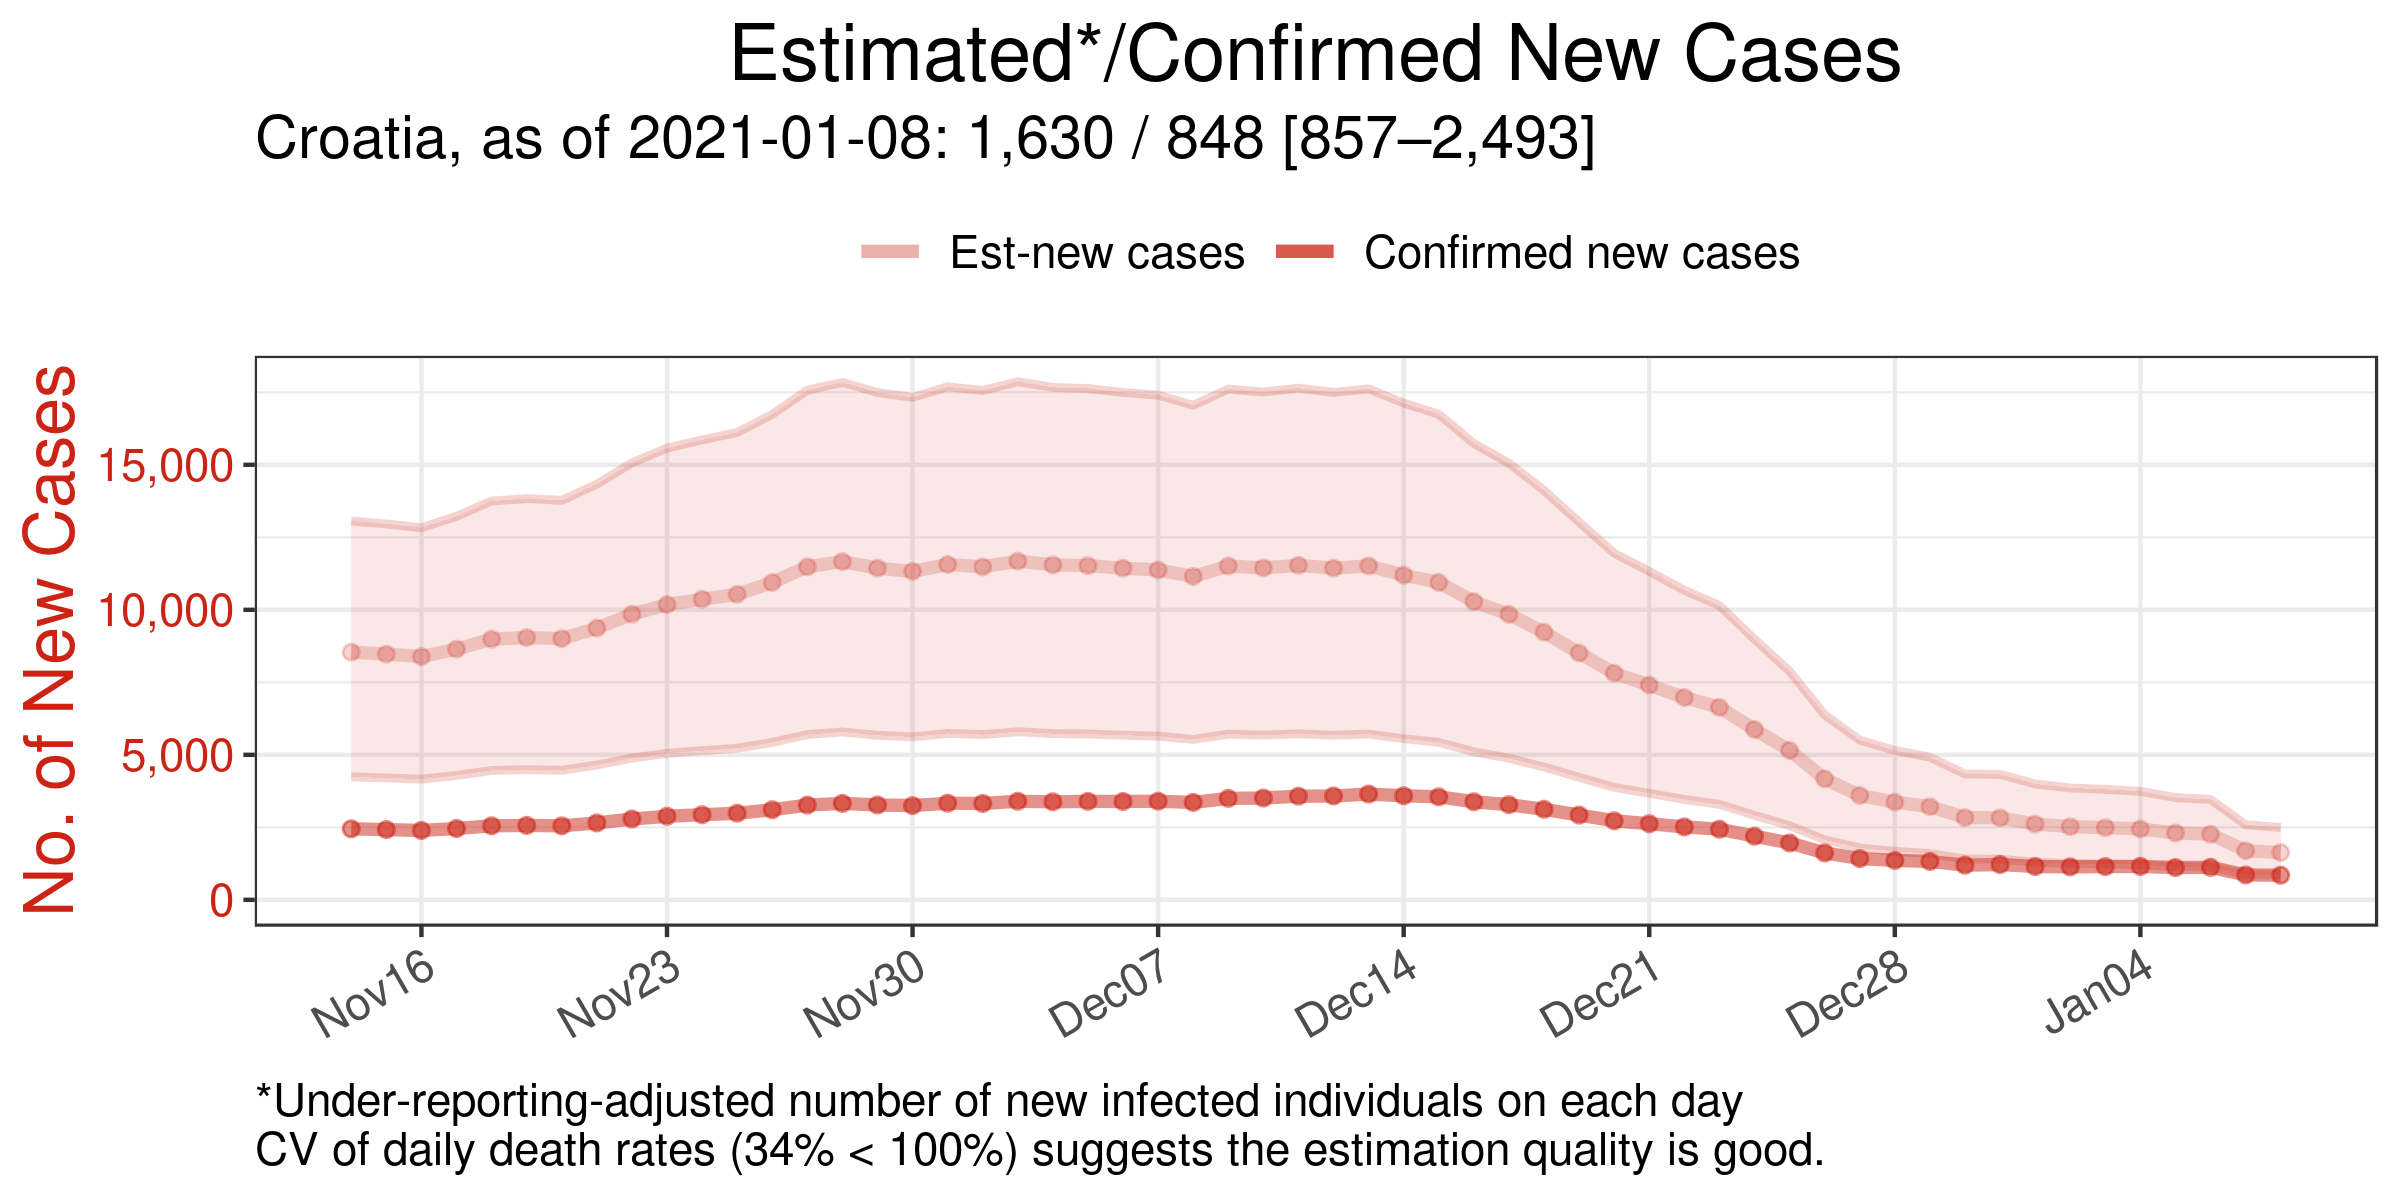 Estimated*/Confirmed New Cases
Croatia, as of 2021-01-08: 1,630 / 848 [857–2,493]
Est-new cases
Confirmed new cases
No. of New Cases
15,000
10,000
5,000
0
Nov16
Nov23
Nov30
Dec07
Dec14
Dec21
Dec28
Jan04
*Under-reporting-adjusted number of new infected individuals on each day
CV of daily death rates (34% < 100%) suggests the estimation quality is good.